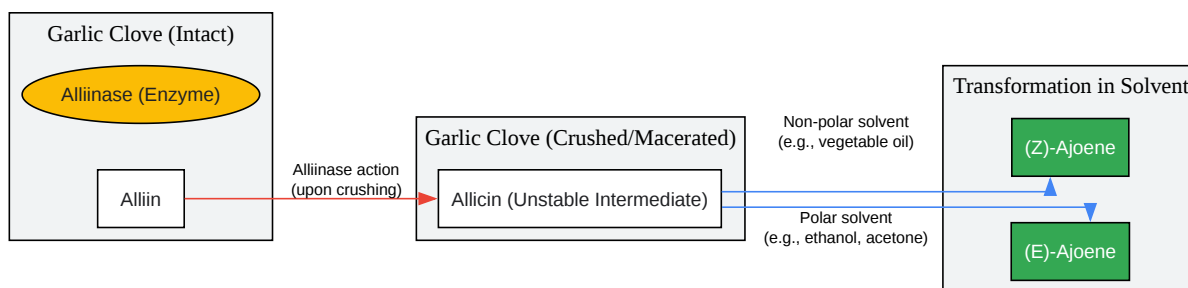 Garlic Clove (Intact)
Alliinase (Enzyme)
Alliin
Alliinase action
(upon crushing)
Garlic Clove (Crushed/Macerated)
Allicin (Unstable Intermediate)
Non-polar solvent
(e.g., vegetable oil)
Polar solvent
(e.g., ethanol, acetone)
Transformation in Solvent
(Z)-Ajoene
(E)-Ajoene